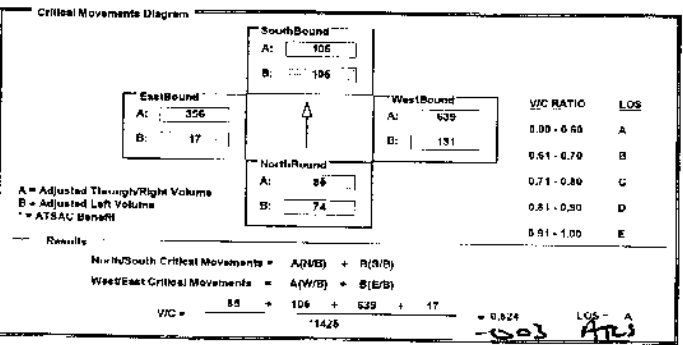 Critical Movements Diagram
SouthBound
A: 106
B: 106
EastBound
A: 356
B: 17
WestBound
A: 639
B: 131
V/C RATIO LOS
0.00 - 0.60 A
0.61 - 0.70 B
0.71 - 0.80 C
0.81 - 0.90 D
0.91 - 1.00 E
NorthBound
A:
B: 74
A = Adjusted Through/Right Volume
B = Adjusted Left Volume
* = ATSAC Benefit
Results
North/South Critical Movements = A(N/B) + B(S/B)
West/East Critical Movements = A(W/B) + B(E/B)
V/C = + 106 + 639 + 17
*1425
= 0.524 LOS = A